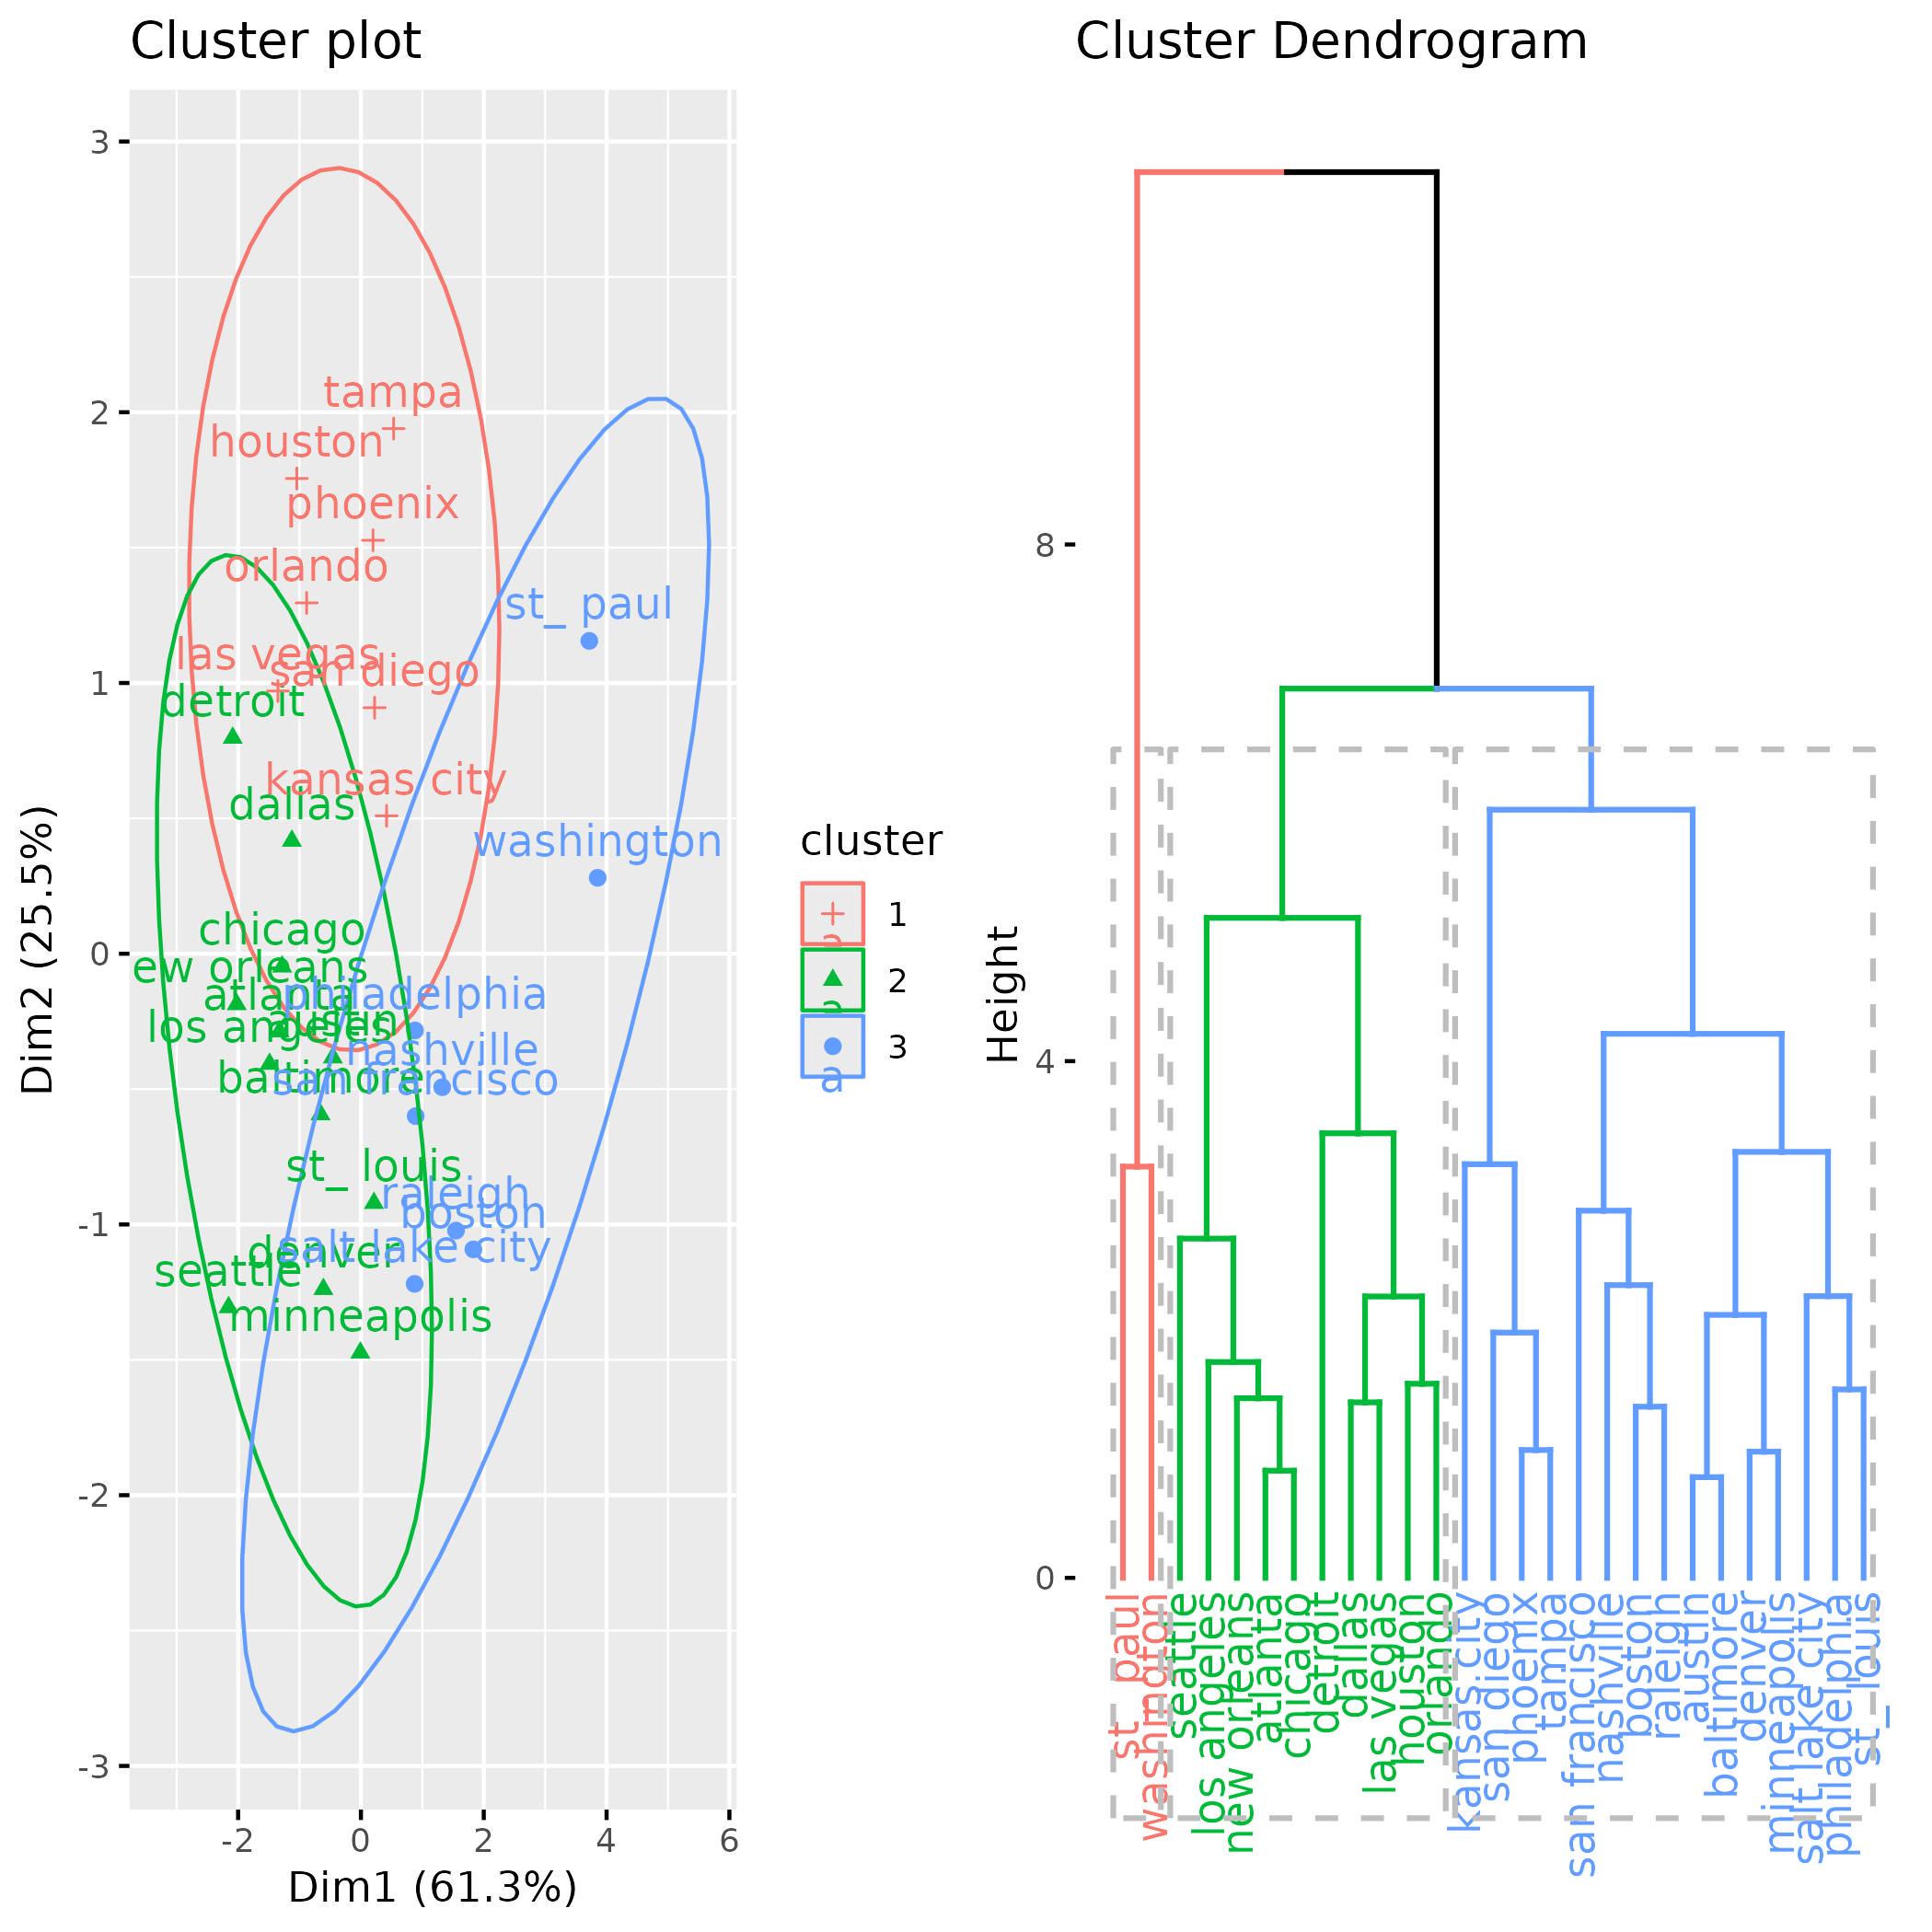 Cluster plot
3
2
1
0
-1
-2
-3
Dim2 (25.5%)
tampa
houston
phoenix
orlando
st_ paul
las vegas
san diego
detroit
kansas city
dallas
washington
chicago
ew orleans
philadelphia
atlanta
austin
los angeles
nashville
baltimore
san francisco
st_ louis
raleigh
boston
denver
salt lake city
seattle
minneapolis
-2
0
2
4
6
Dim1 (61.3%)
cluster
a
1
a
2
a
3
Cluster Dendrogram
8
4
0
Height
st_ paul
washington
seattle
los angeles
new orleans
atlanta
chicago
detroit
dallas
las vegas
houston
orlando
kansas city
san diego
phoenix
tampa
san francisco
nashville
boston
raleigh
austin
baltimore
denver
minneapolis
salt lake city
philadelphia
st_ louis